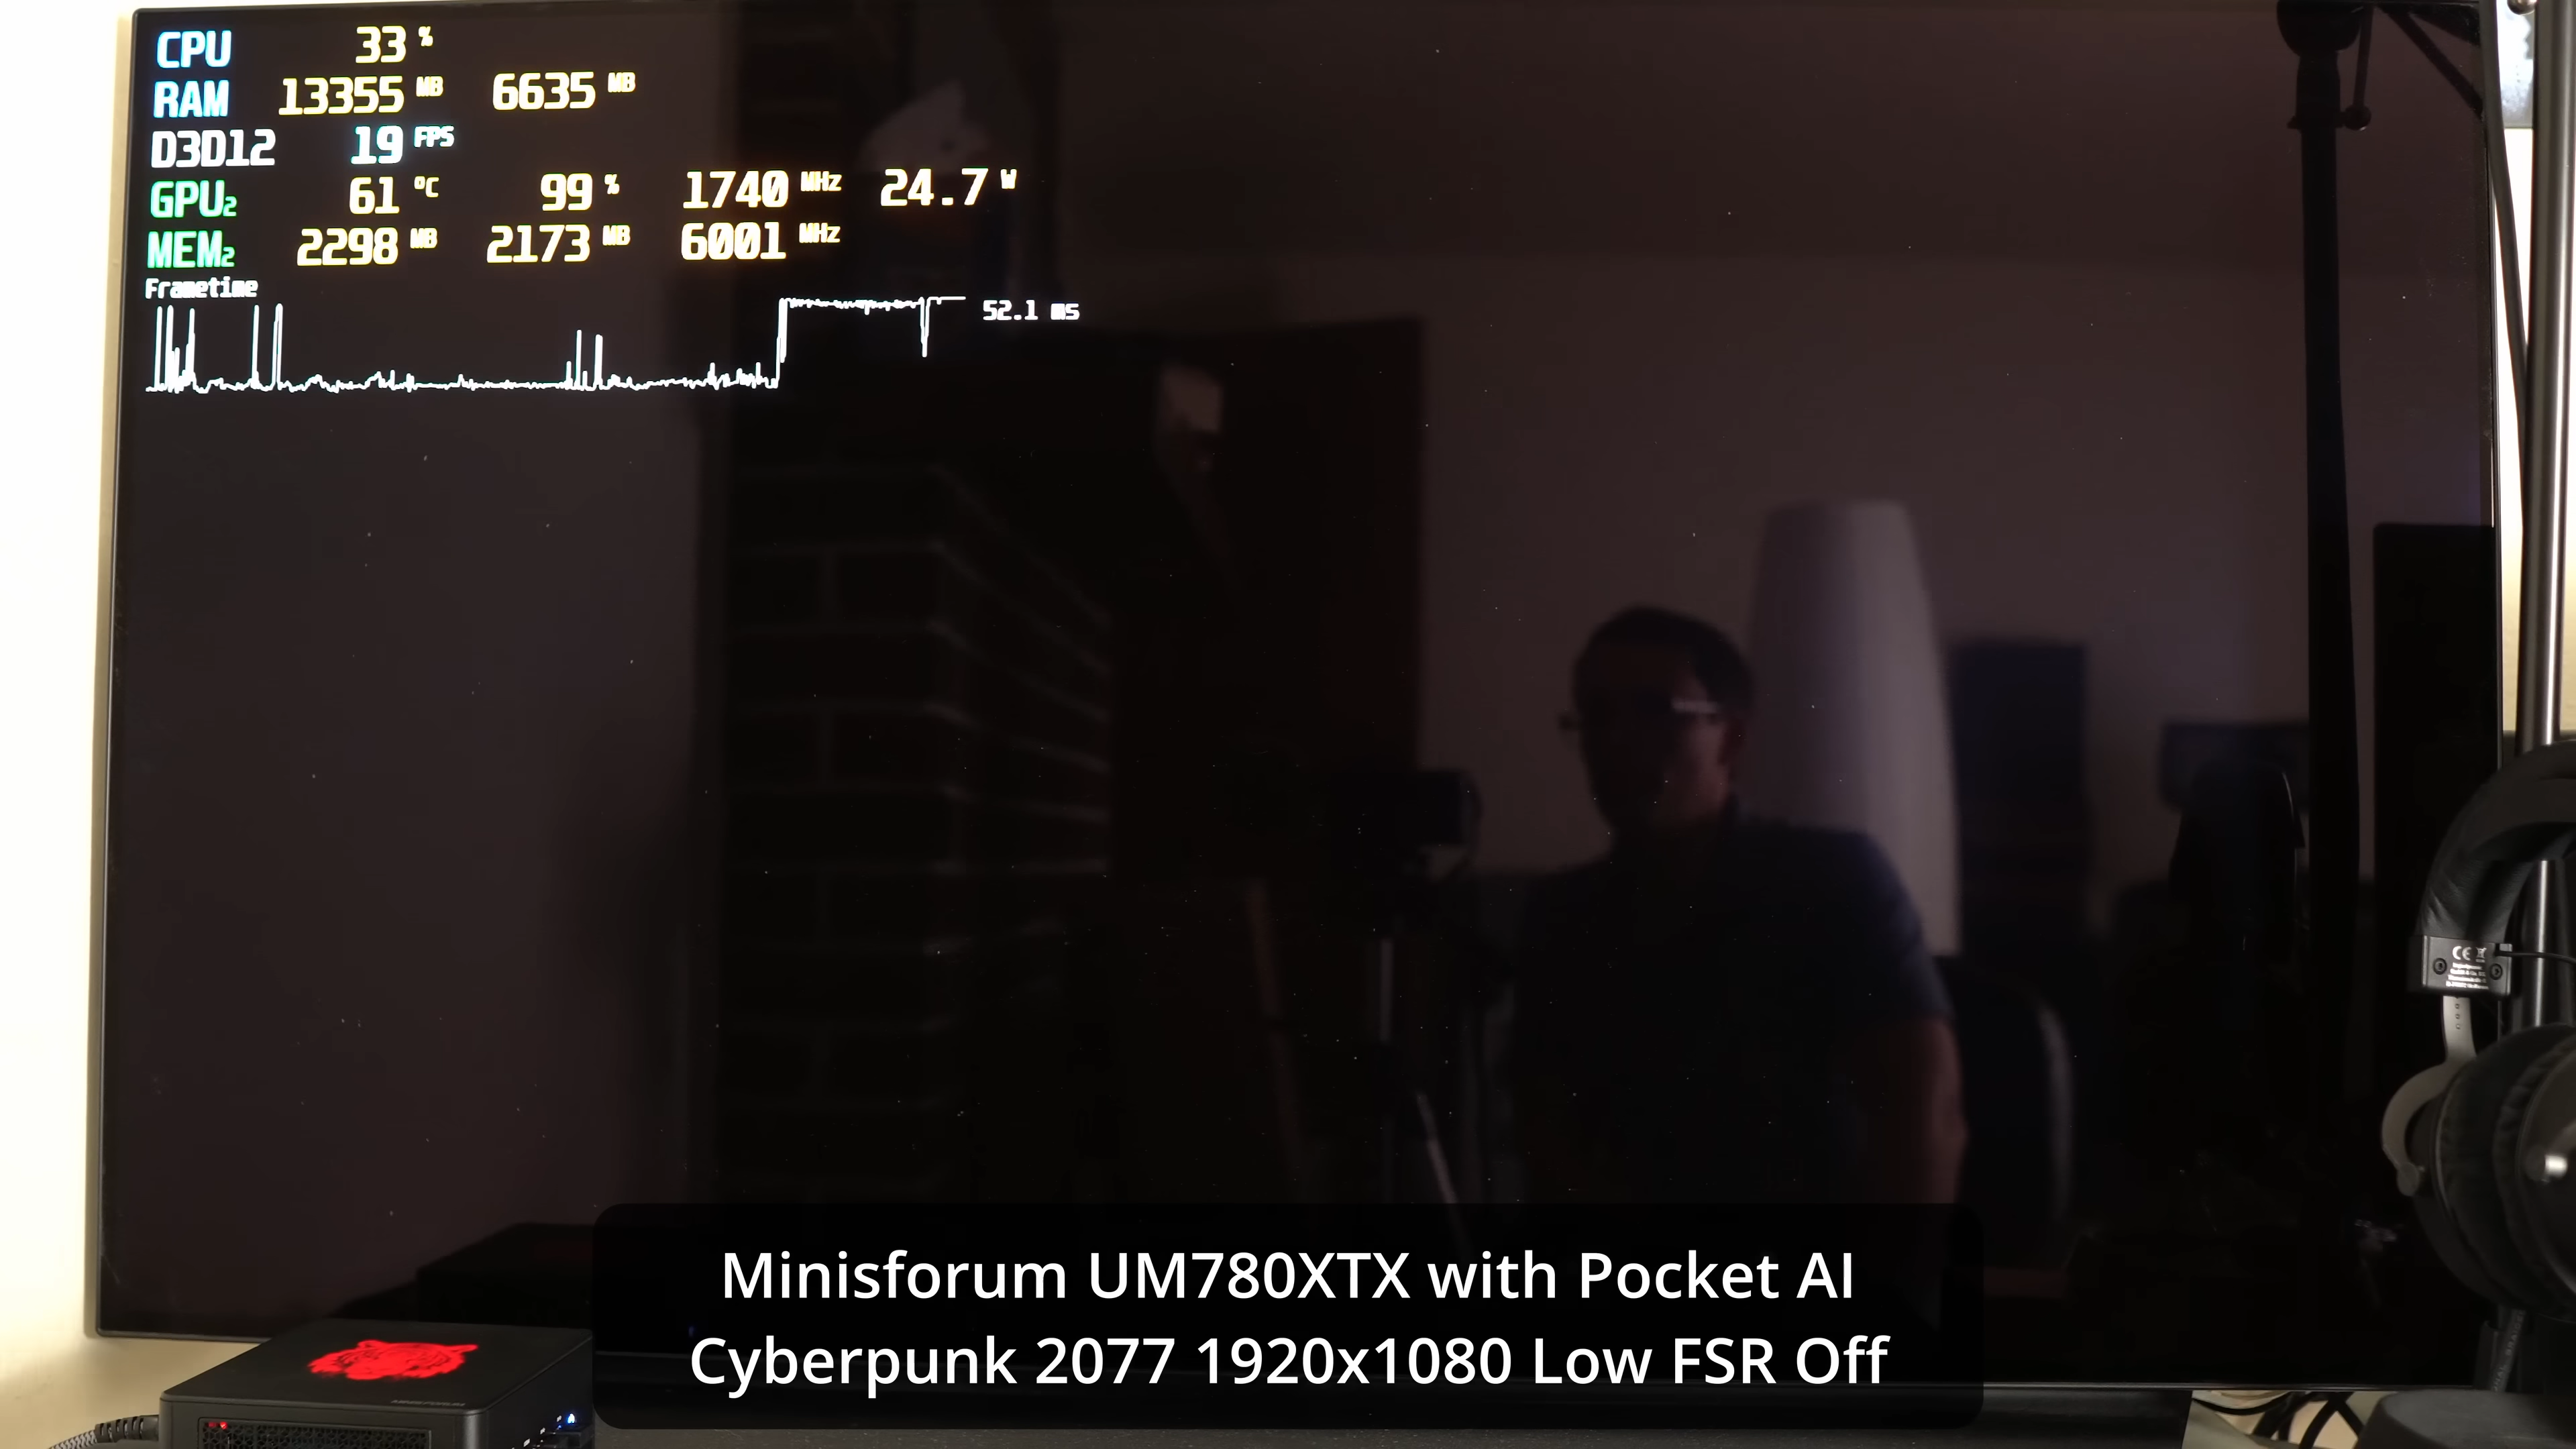 CPU 33 %
RAM 13355 MB 6635 MB
D3D12 19 FPS
GPU2 61 °C 99 % 1740 MHz 24.7 W
MEM2 2298 MB 2173 MB 6001 MHz
Frametime
52.1 ms
CE
Minisforum UM780XTX with Pocket AI
Cyberpunk 2077 1920x1080 Low FSR Off